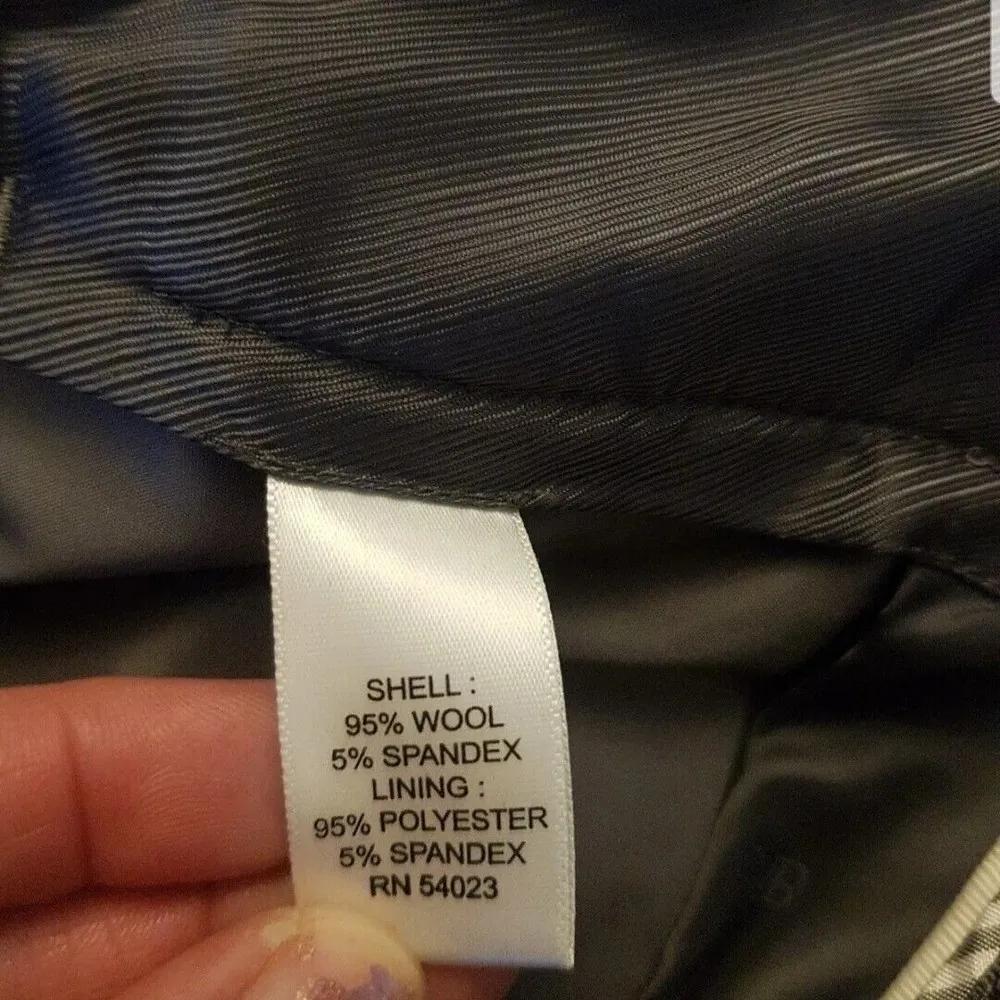 SHELL :
95% WOOL
5% SPANDEX
LINING :
95% POLYESTER
5% SPANDEX
RN 54023